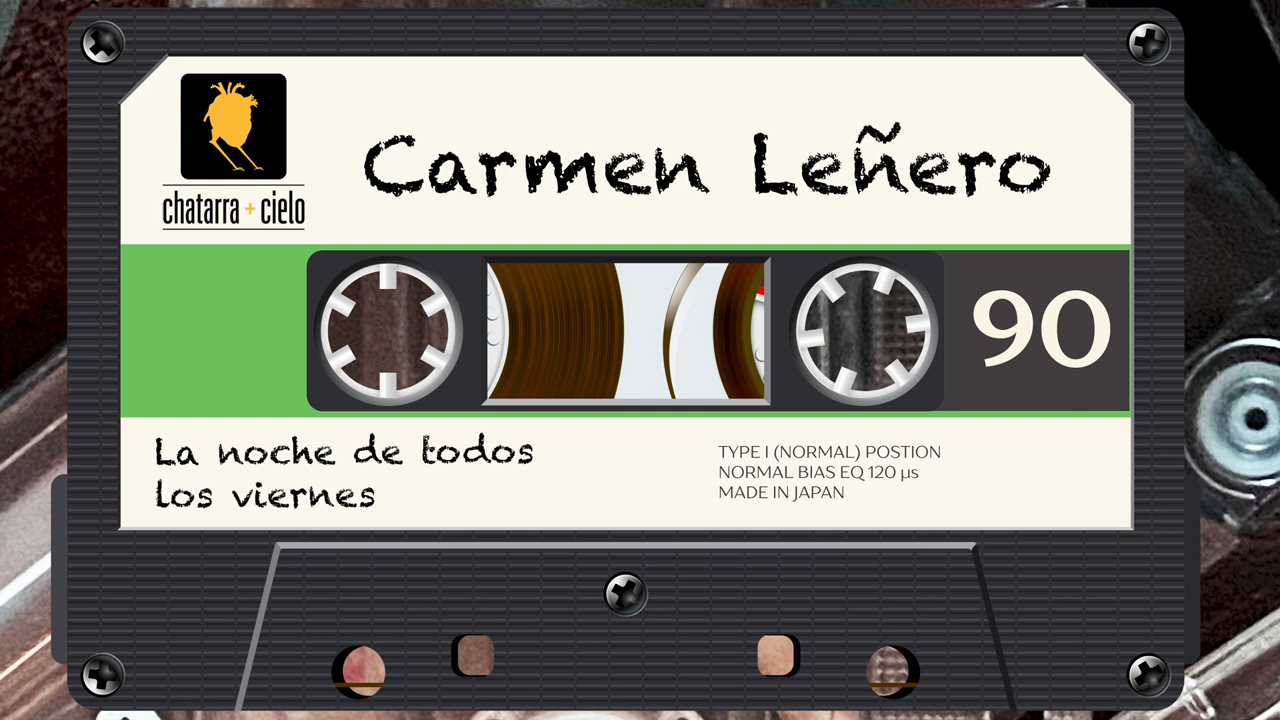 Carmen Leñero
chatarra + cielo
90
La noche de todos
los viernes
TYPE I (NORMAL) POSTION
NORMAL BIAS EQ 120 µs
MADE IN JAPAN